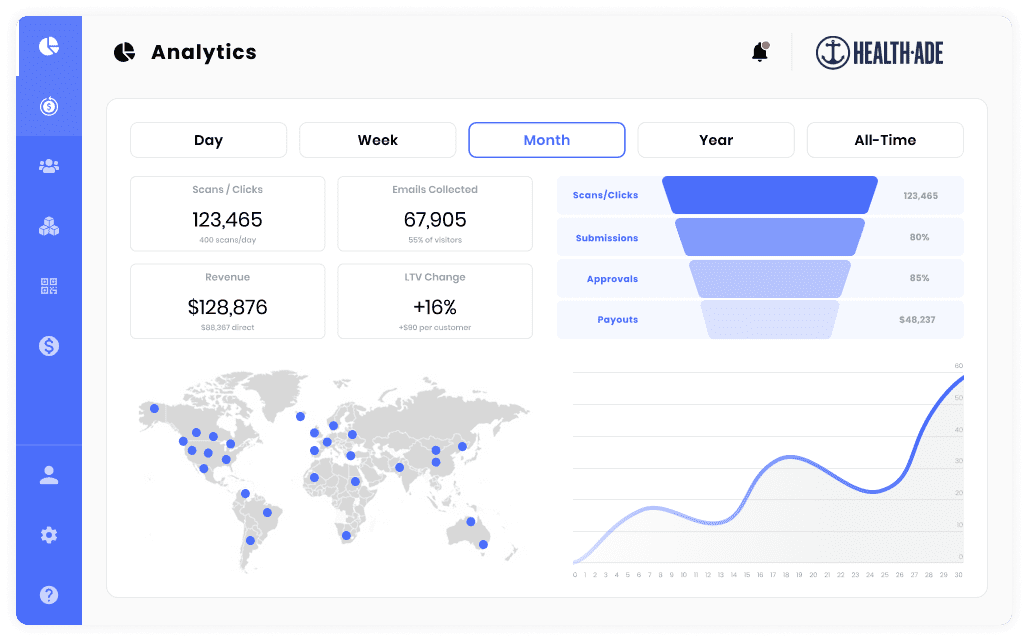 Analytics
HEALTH-ADE
Day
Week
Month
Year
All-Time
Scans / Clicks
123,465
400 scans/day
Emails Collected
67,905
55% of visitors
Revenue
$128,876
$88,367 direct
LTV Change
+16%
+$90 per customer
Scans/Clicks
123,465
Submissions
80%
Approvals
85%
Payouts
$48,237
60
50
40
30
20
10
0
0 1 2 3 4 5 6 7 8 9 10 11 12 13 14 15 16 17 18 19 20 21 22 23 24 25 26 27 28 29 30